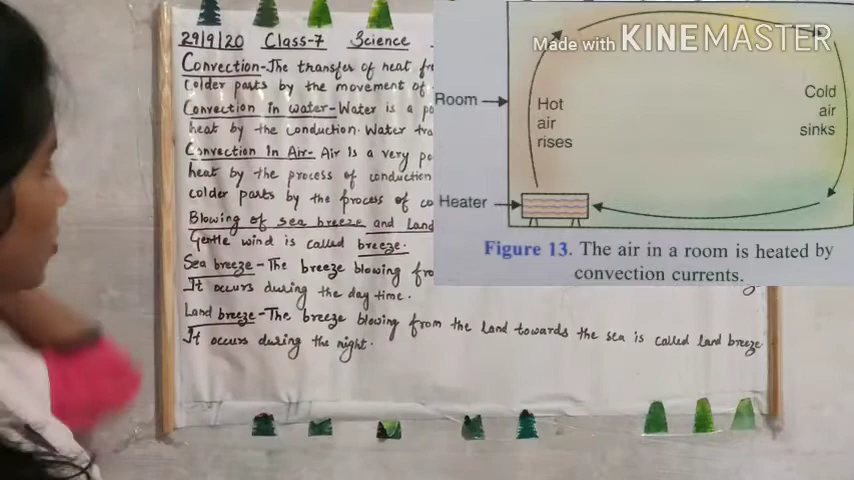 29/9/20 Class-7 Science
Convection-The transfer of heat
colder parts by the movement of
Convection in water-Water is a
heat by the conduction. Water
Convection In Air- Air is a very
heat by the process of conduction
colder parts by the process of
Blowing of sea breeze and Land
Gentle wind is called breeze.
Sea breeze-The breeze blowing
It occurs during the day time.
Land breeze-The breeze blowing from the land towards the sea is called land breeze
It occurs during the night.
Made with KINEMASTER
Room
Hot
air
rises
Cold
air
sinks
Heater
Figure 13. The air in a room is heated by
convection currents.